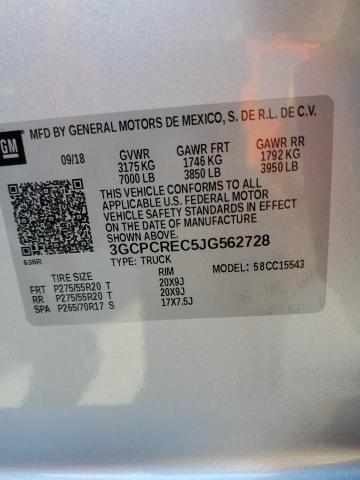 GM
MFD BY GENERAL MOTORS DE MEXICO, S. DE R.L. DE C.V.
09/18 GVWR GAWR FRT GAWR RR
3175 KG 1746 KG 1792 KG
7000 LB 3850 LB 3950 LB
THIS VEHICLE CONFORMS TO ALL
APPLICABLE U.S. FEDERAL MOTOR
VEHICLE SAFETY AND THEFT PREVENTION
STANDARDS IN EFFECT ON THE DATE
OF MANUFACTURE SHOWN ABOVE.
3GCPCREC5JG562728
636R TYPE: TRUCK MODEL: 58CC15543
TIRE SIZE RIM
FRT P275/55R20 T 20X9J
RR P275/55R20 T 20X9J
SPA P265/70R17 S 17X7.5J